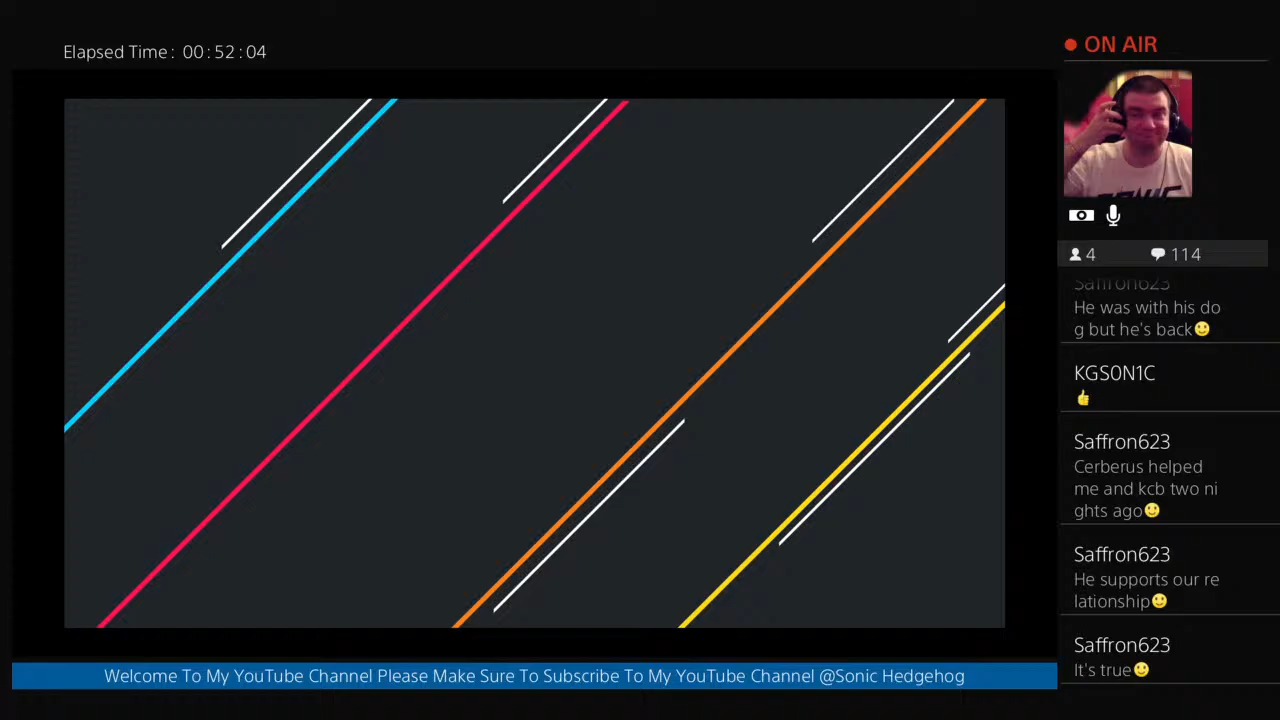 Elapsed Time: 00:52:04
ON AIR
4
114
Saffron623
He was with his do
g but he's back🙂
KGS0N1C
👍
Saffron623
Cerberus helped
me and kcb two ni
ghts ago🙂
Saffron623
He supports our re
lationship🙂
Saffron623
It's true🙂
Welcome To My YouTube Channel Please Make Sure To Subscribe To My YouTube Channel @Sonic Hedgehog